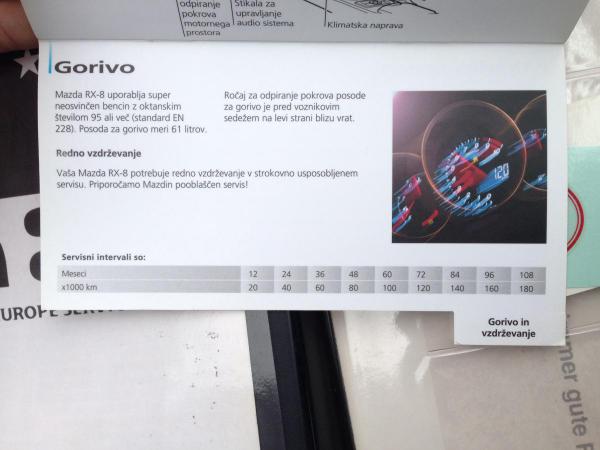 odpiranje
pokrova
motornega
prostora
Stikala za
upravljanje
audio sistema
Klimatska naprava
Gorivo
Mazda RX-8 uporablja super
neosvinčen bencin z oktanskim
številom 95 ali več (standard EN
228). Posoda za gorivo meri 61 litrov.
Ročaj za odpiranje pokrova posode
za gorivo je pred voznikovim
sedežem na levi strani blizu vrat.
Redno vzdrževanje
Vaša Mazda RX-8 potrebuje redno vzdrževanje v strokovno usposobljenem
servisu. Priporočamo Mazdin pooblaščen servis!
120
Servisni intervali so:
Meseci 12 24 36 48 60 72 84 96 108
x1000 km 20 40 60 80 100 120 140 160 180
Gorivo in
vzdrževanje
EUROPE SERV
mer gute F